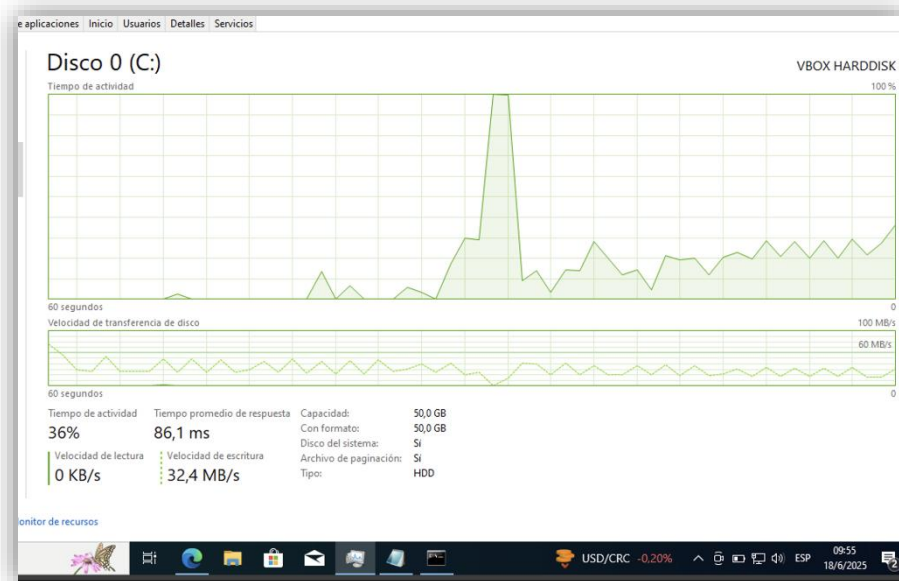 e aplicaciones Inicio Usuarios Detalles Servicios
Disco 0 (C:) VBOX HARDDISK
Tiempo de actividad 100 %
60 segundos 0
Velocidad de transferencia de disco 100 MB/s
60 MB/s
60 segundos 0
Tiempo de actividad Tiempo promedio de respuesta Capacidad: 50,0 GB
36% 86,1 ms Con formato: 50,0 GB
Disco del sistema: Sí
Velocidad de lectura Velocidad de escritura Archivo de paginación: Sí
0 KB/s 32,4 MB/s Tipo: HDD
onitor de recursos
USD/CRC -0,20% ESP 09:55
18/6/2025 2